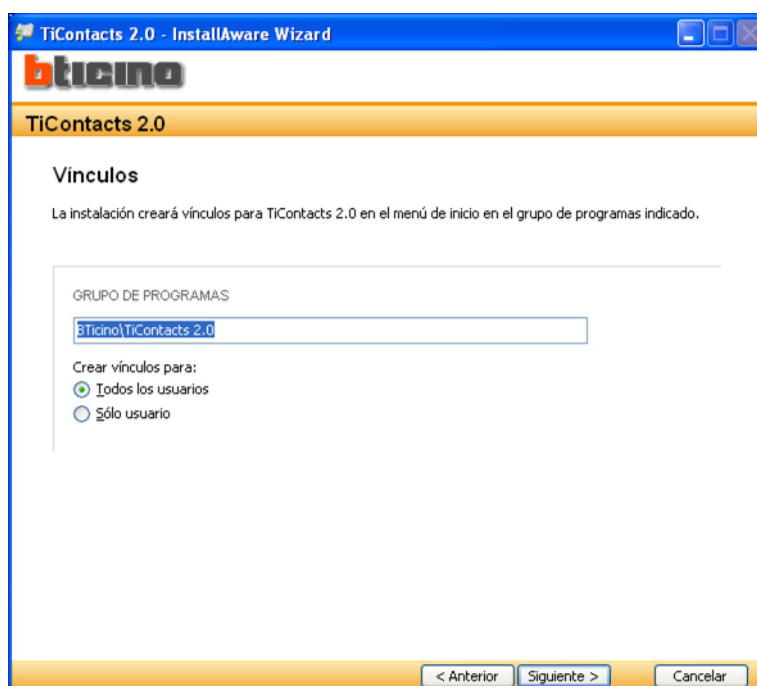 TiContacts 2.0 - InstallAware Wizard
bticino
TiContacts 2.0
Vínculos
La instalación creará vínculos para TiContacts 2.0 en el menú de inicio en el grupo de programas indicado.
GRUPO DE PROGRAMAS
BTicino\TiContacts 2.0
Crear vínculos para:
Todos los usuarios
Sólo usuario
< Anterior Siguiente > Cancelar